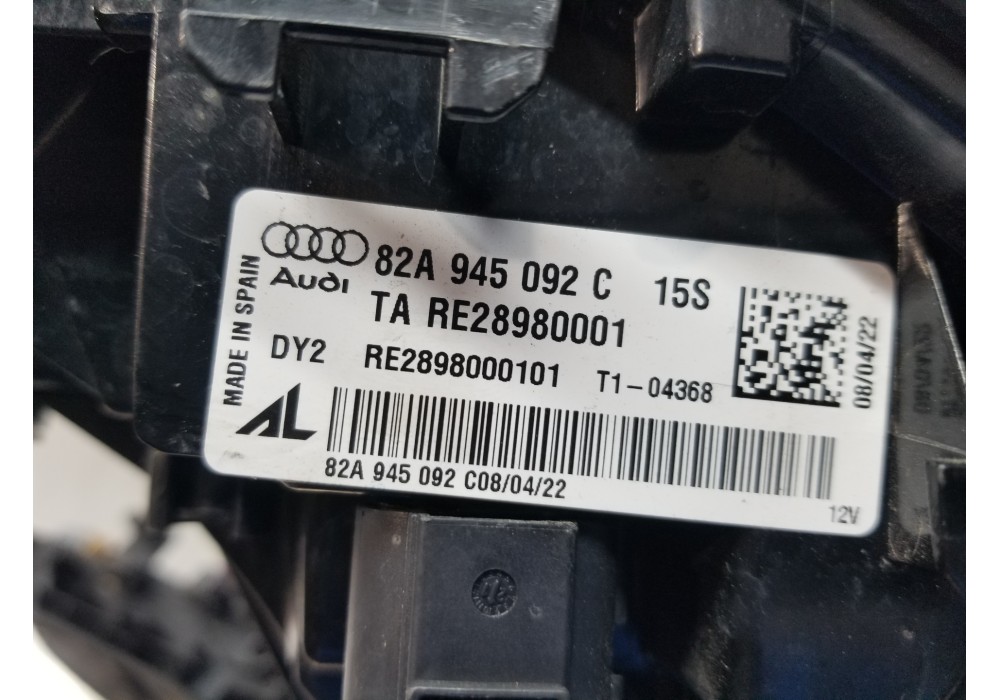 82A 945 092 C 15S
Audi
TA RE28980001
DY2 RE2898000101 T1-04368
MADE IN SPAIN
08/04/22
AL
82A 945 092 C08/04/22
12V